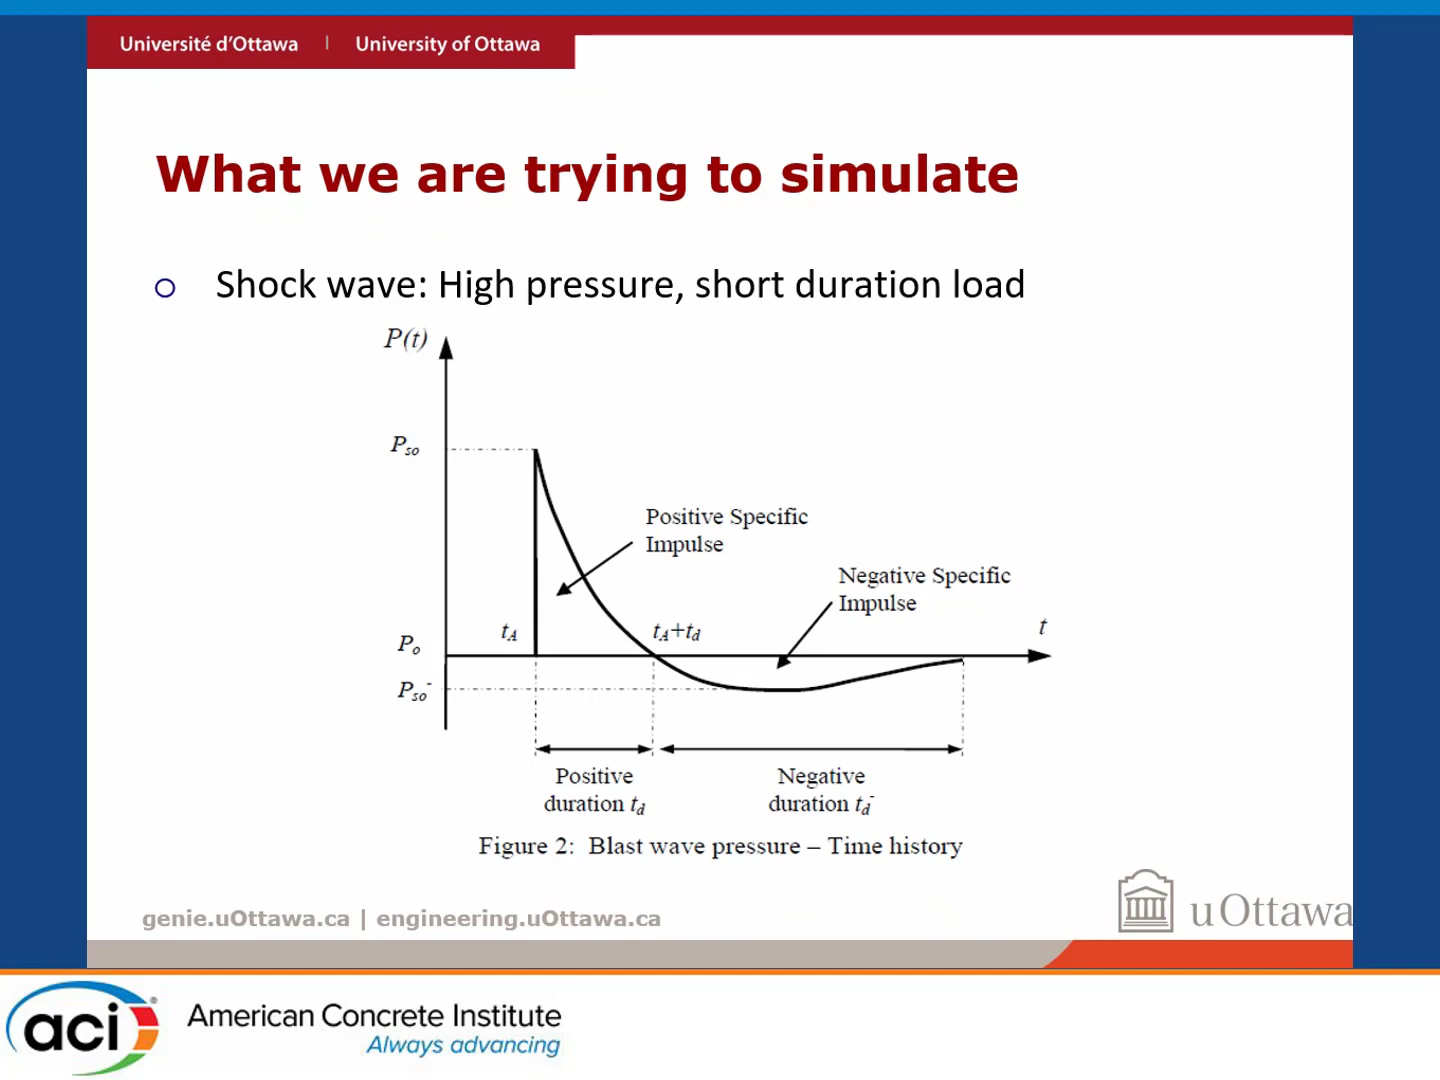 Université d'Ottawa | University of Ottawa
What we are trying to simulate
Shock wave: High pressure, short duration load
P(t)
Pso
Positive Specific
Impulse
Negative Specific
Impulse
tA
tA+td
t
Po
Pso-
Positive
duration td
Negative
duration td-
Figure 2: Blast wave pressure – Time history
genie.uOttawa.ca | engineering.uOttawa.ca
uOttawa
aci®
American Concrete Institute
Always advancing